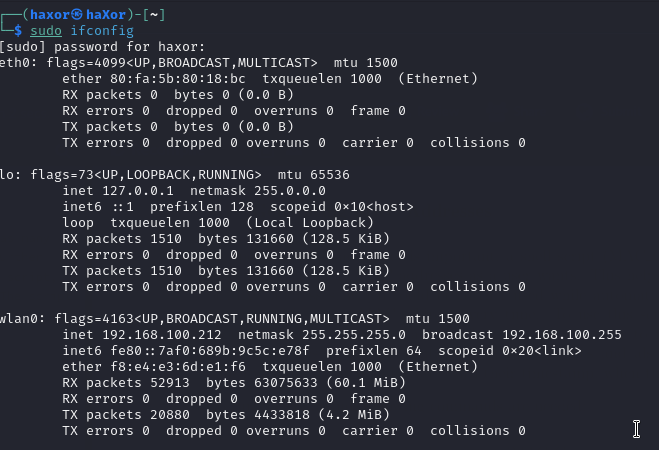 ┌──(haxor㉿haXor)-[~]
└─$ sudo ifconfig
[sudo] password for haxor:
eth0: flags=4099<UP,BROADCAST,MULTICAST>  mtu 1500
        ether 80:fa:5b:80:18:bc  txqueuelen 1000  (Ethernet)
        RX packets 0  bytes 0 (0.0 B)
        RX errors 0  dropped 0  overruns 0  frame 0
        TX packets 0  bytes 0 (0.0 B)
        TX errors 0  dropped 0 overruns 0  carrier 0  collisions 0

lo: flags=73<UP,LOOPBACK,RUNNING>  mtu 65536
        inet 127.0.0.1  netmask 255.0.0.0
        inet6 ::1  prefixlen 128  scopeid 0×10<host>
        loop  txqueuelen 1000  (Local Loopback)
        RX packets 1510  bytes 131660 (128.5 KiB)
        RX errors 0  dropped 0  overruns 0  frame 0
        TX packets 1510  bytes 131660 (128.5 KiB)
        TX errors 0  dropped 0 overruns 0  carrier 0  collisions 0

wlan0: flags=4163<UP,BROADCAST,RUNNING,MULTICAST>  mtu 1500
        inet 192.168.100.212  netmask 255.255.255.0  broadcast 192.168.100.255
        inet6 fe80::7af0:689b:9c5c:e78f  prefixlen 64  scopeid 0×20<link>
        ether f8:e4:e3:6d:e1:f6  txqueuelen 1000  (Ethernet)
        RX packets 52913  bytes 63075633 (60.1 MiB)
        RX errors 0  dropped 0  overruns 0  frame 0
        TX packets 20880  bytes 4433818 (4.2 MiB)
        TX errors 0  dropped 0 overruns 0  carrier 0  collisions 0